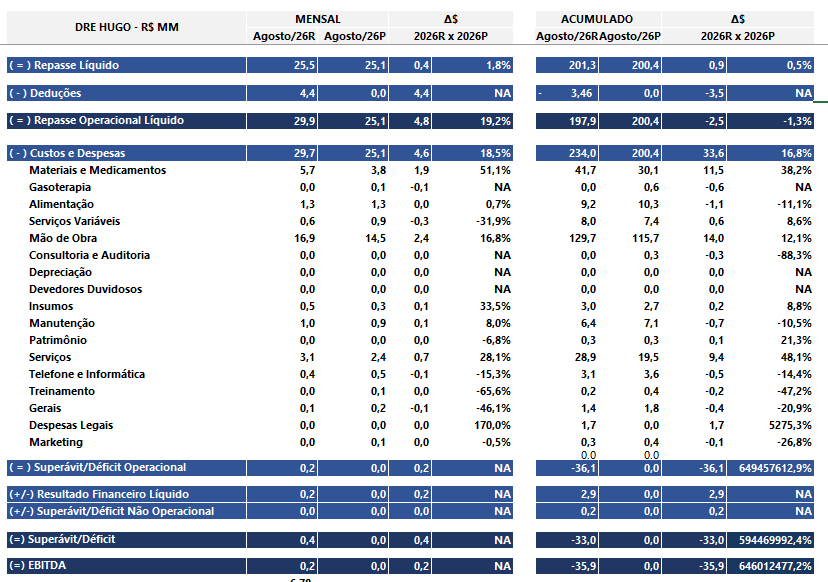 DRE HUGO - R$ MM MENSAL Δ$ ACUMULADO Δ$
Agosto/26R Agosto/26P 2026R x 2026P Agosto/26R Agosto/26P 2026R x 2026P
( = ) Repasse Líquido 25,5 25,1 0,4 1,8% 201,3 200,4 0,9 0,5%
( - ) Deduções 4,4 0,0 4,4 NA - 3,46 0,0 -3,5 NA
( = ) Repasse Operacional Líquido 29,9 25,1 4,8 19,2% 197,9 200,4 -2,5 -1,3%
( - ) Custos e Despesas 29,7 25,1 4,6 18,5% 234,0 200,4 33,6 16,8%
Materiais e Medicamentos 5,7 3,8 1,9 51,1% 41,7 30,1 11,5 38,2%
Gasoterapia 0,0 0,1 -0,1 NA 0,0 0,6 -0,6 NA
Alimentação 1,3 1,3 0,0 0,7% 9,2 10,3 -1,1 -11,1%
Serviços Variáveis 0,6 0,9 -0,3 -31,9% 8,0 7,4 0,6 8,6%
Mão de Obra 16,9 14,5 2,4 16,8% 129,7 115,7 14,0 12,1%
Consultoria e Auditoria 0,0 0,0 0,0 NA 0,0 0,3 -0,3 -88,3%
Depreciação 0,0 0,0 0,0 NA 0,0 0,0 0,0 NA
Devedores Duvidosos 0,0 0,0 0,0 NA 0,0 0,0 0,0 NA
Insumos 0,5 0,3 0,1 33,5% 3,0 2,7 0,2 8,8%
Manutenção 1,0 0,9 0,1 8,0% 6,4 7,1 -0,7 -10,5%
Patrimônio 0,0 0,0 0,0 -6,8% 0,3 0,3 0,1 21,3%
Serviços 3,1 2,4 0,7 28,1% 28,9 19,5 9,4 48,1%
Telefone e Informática 0,4 0,5 -0,1 -15,3% 3,1 3,6 -0,5 -14,4%
Treinamento 0,0 0,1 0,0 -65,6% 0,2 0,4 -0,2 -47,2%
Gerais 0,1 0,2 -0,1 -46,1% 1,4 1,8 -0,4 -20,9%
Despesas Legais 0,0 0,0 0,0 170,0% 1,7 0,0 1,7 5275,3%
Marketing 0,0 0,1 0,0 -0,5% 0,3 0,4 -0,1 -26,8%
0,0 0,0
( = ) Superávit/Déficit Operacional 0,2 0,0 0,2 NA -36,1 0,0 -36,1 649457612,9%
(+/-) Resultado Financeiro Líquido 0,2 0,0 0,2 NA 2,9 0,0 2,9 NA
(+/-) Superávit/Déficit Não Operacional 0,0 0,0 0,0 NA 0,2 0,0 0,2 NA
(=) Superávit/Déficit 0,4 0,0 0,4 NA -33,0 0,0 -33,0 594469992,4%
(=) EBITDA 0,2 0,0 0,2 NA -35,9 0,0 -35,9 646012477,2%